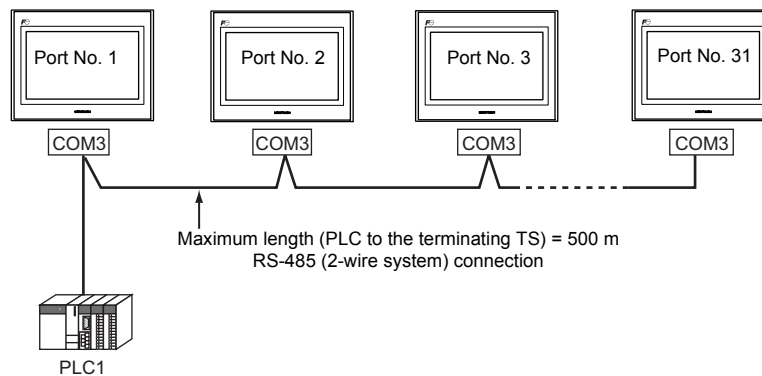 Port No. 1
Port No. 2
Port No. 3
Port No. 31
COM3
COM3
COM3
COM3
Maximum length (PLC to the terminating TS) = 500 m
RS-485 (2-wire system) connection
PLC1